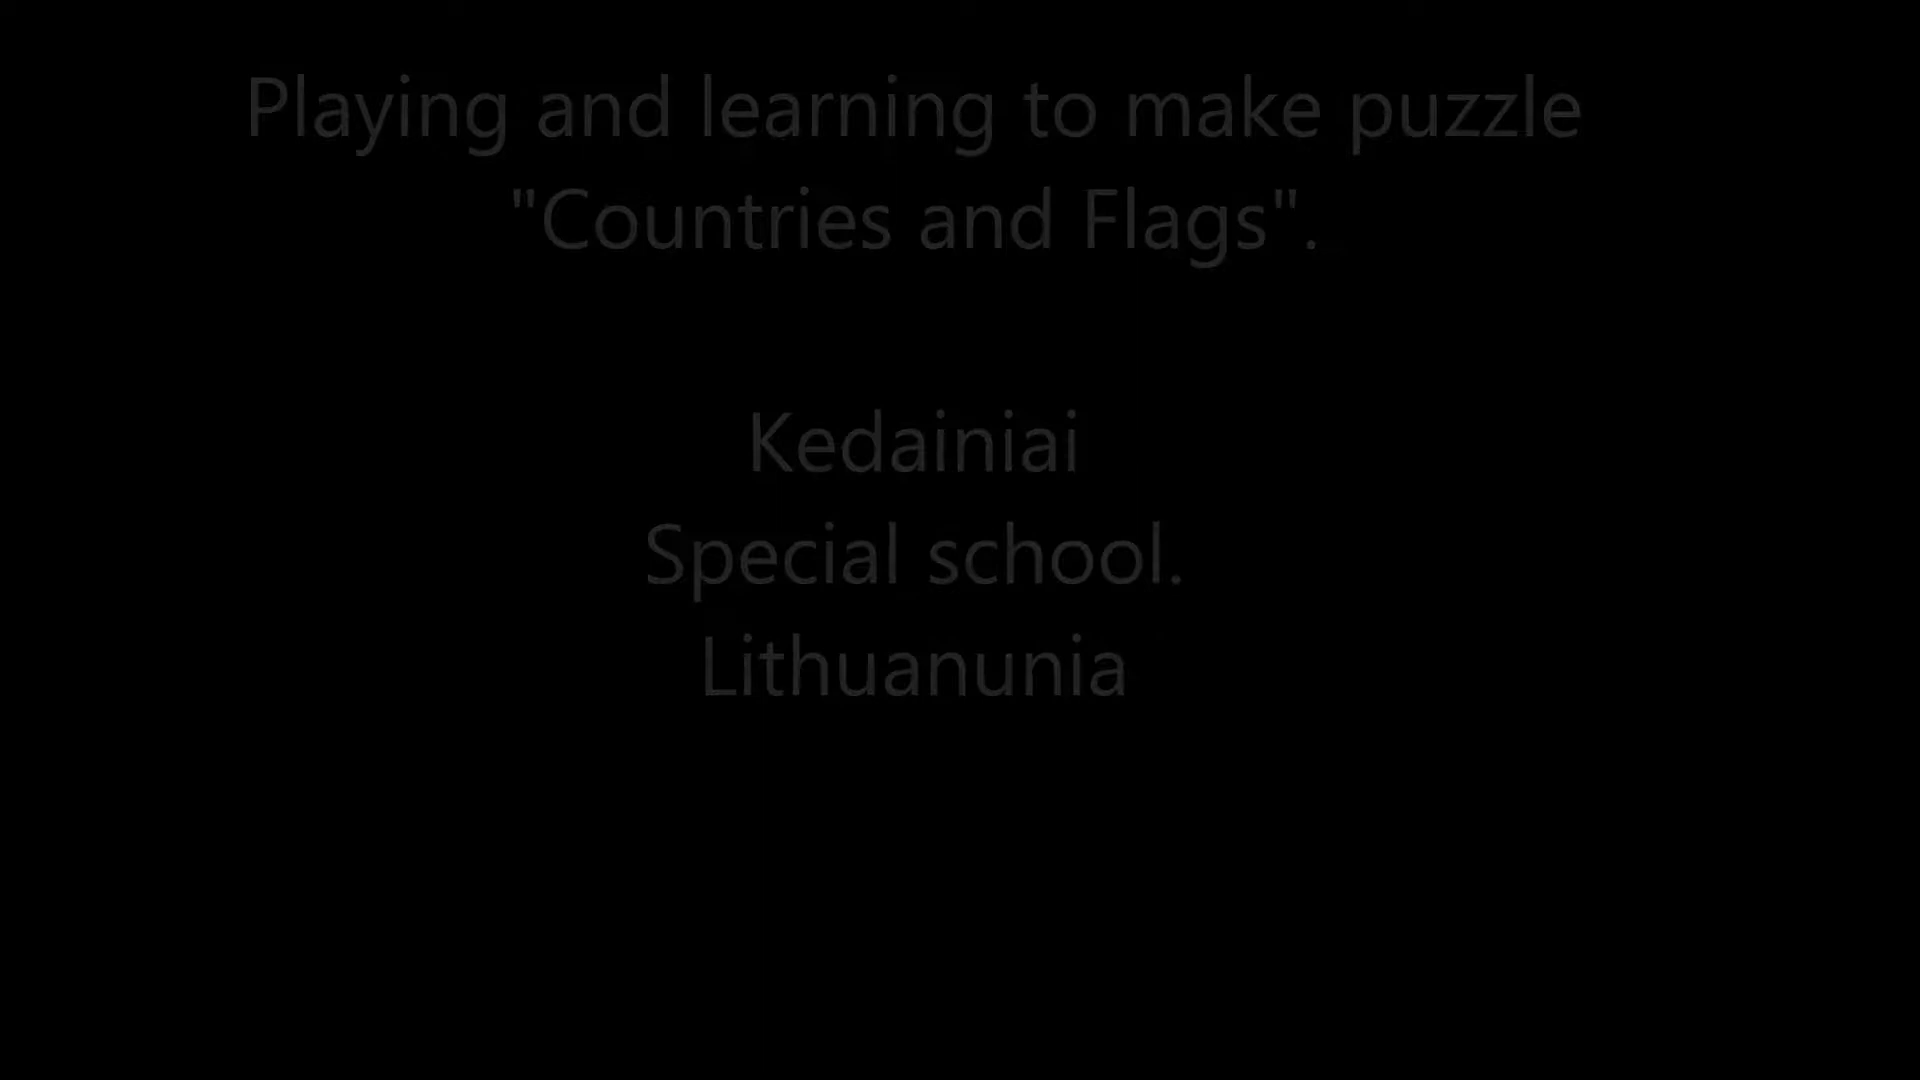 Playing and learning to make puzzle
"Countries and Flags".
Kedainiai
Special school.
Lithuanunia